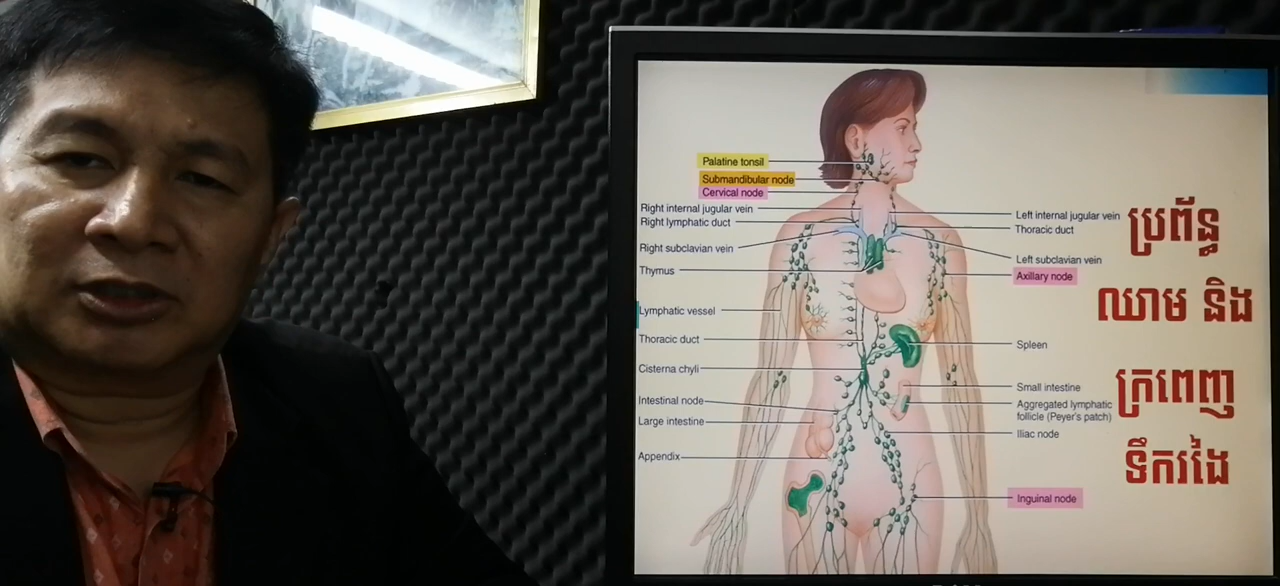 Palatine tonsil
Submandibular node
Cervical node
Right internal jugular vein
Right lymphatic duct
Right subclavian vein
Thymus
Lymphatic vessel
Thoracic duct
Cisterna chyli
Intestinal node
Large intestine
Appendix
Left internal jugular vein
Thoracic duct
Left subclavian vein
Axillary node
Spleen
Small intestine
Aggregated lymphatic
follicle (Peyer's patch)
Iliac node
Inguinal node
ប្រព័ន្ធ
ឈាម និង
ក្រពេញ
ទឹករងៃ